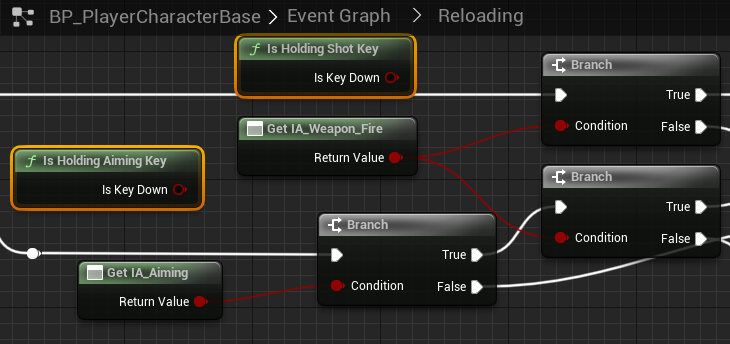 BP_PlayerCharacterBase > Event Graph > Reloading
f Is Holding Shot Key
Is Key Down
Branch
True
Condition
False
Get IA_Weapon_Fire
Return Value
f Is Holding Aiming Key
Is Key Down
Branch
True
Condition
False
Branch
True
Condition
False
Get IA_Aiming
Return Value